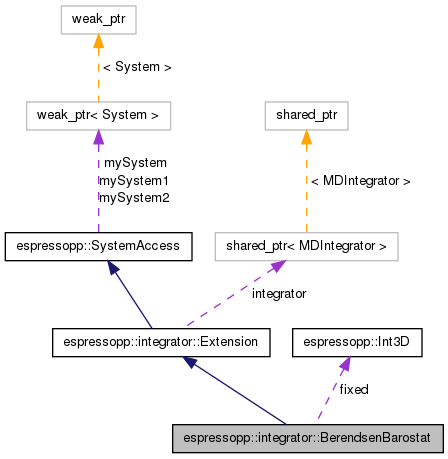 weak_ptr
< System >
weak_ptr< System >
shared_ptr
mySystem
mySystem1
mySystem2
< MDIntegrator >
espressopp::SystemAccess
shared_ptr< MDIntegrator >
integrator
espressopp::integrator::Extension
espressopp::Int3D
fixed
espressopp::integrator::BerendsenBarostat